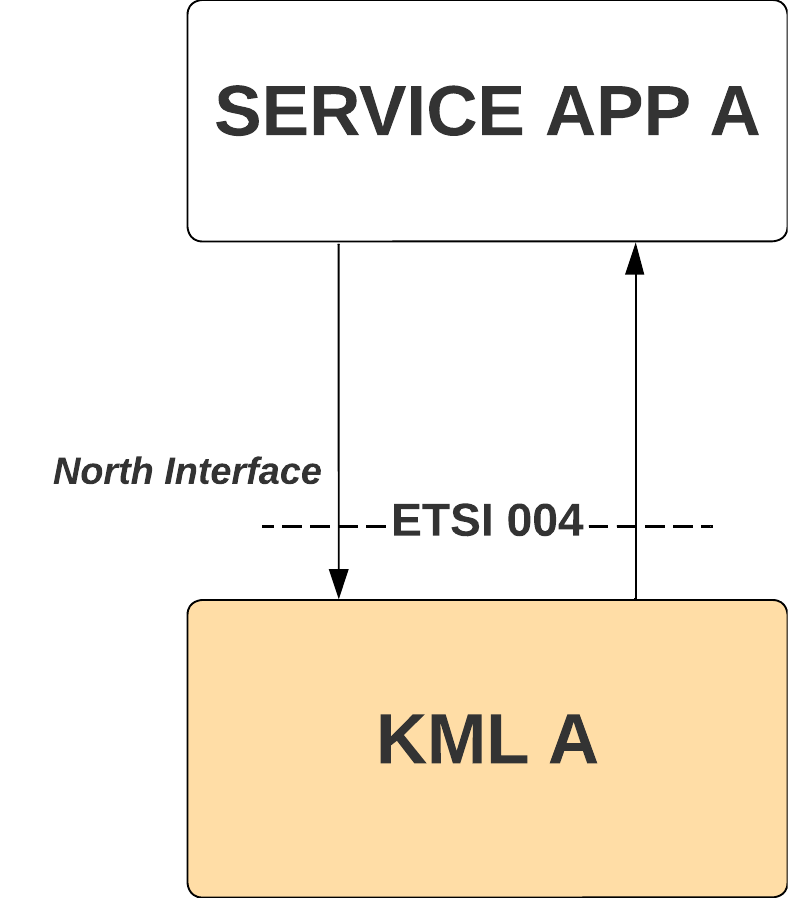 SERVICE APP A
North Interface
ETSI 004
KML A